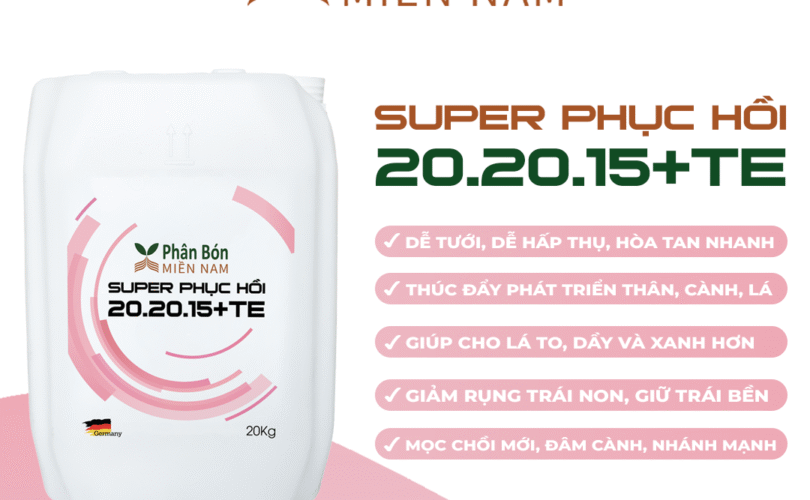 MIỀN NAM
SUPER PHỤC HỒI
20.20.15+TE
DỄ TƯỚI, DỄ HẤP THỤ, HÒA TAN NHANH
THÚC ĐẨY PHÁT TRIỂN THÂN, CÀNH, LÁ
GIÚP CHO LÁ TO, DẦY VÀ XANH HƠN
GIẢM RỤNG TRÁI NON, GIỮ TRÁI BỀN
MỌC CHỒI MỚI, ĐÂM CÀNH, NHÁNH MẠNH
Phân Bón
MIỀN NAM
SUPER PHỤC HỒI
20.20.15+TE
Germany
20Kg